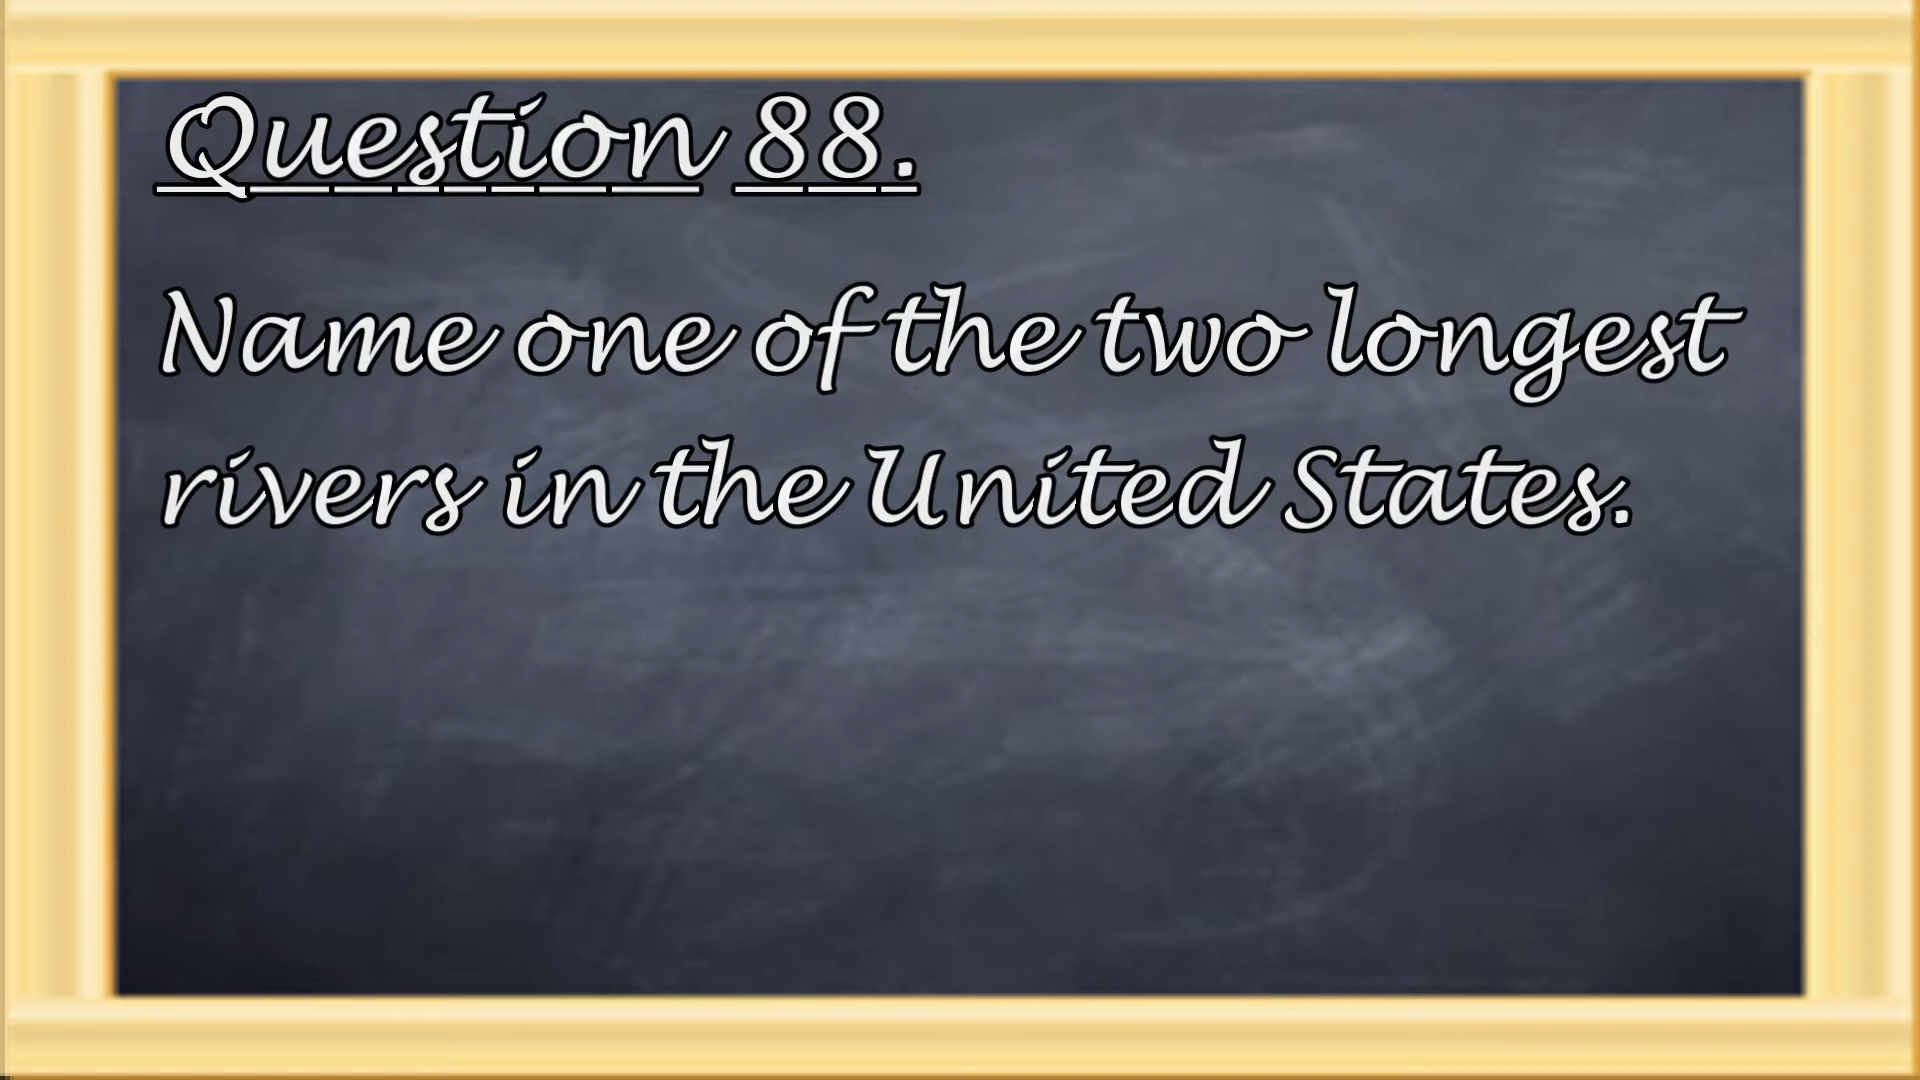 Question 88.
Name one of the two longest
rivers in the United States.